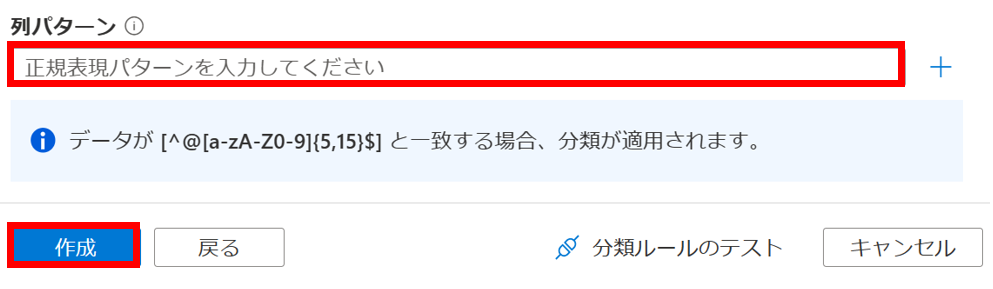 列パターン
正規表現パターンを入力してください
データが [^@[a-zA-Z0-9]{5,15}$] と一致する場合、分類が適用されます。
作成 戻る 分類ルールのテスト キャンセル